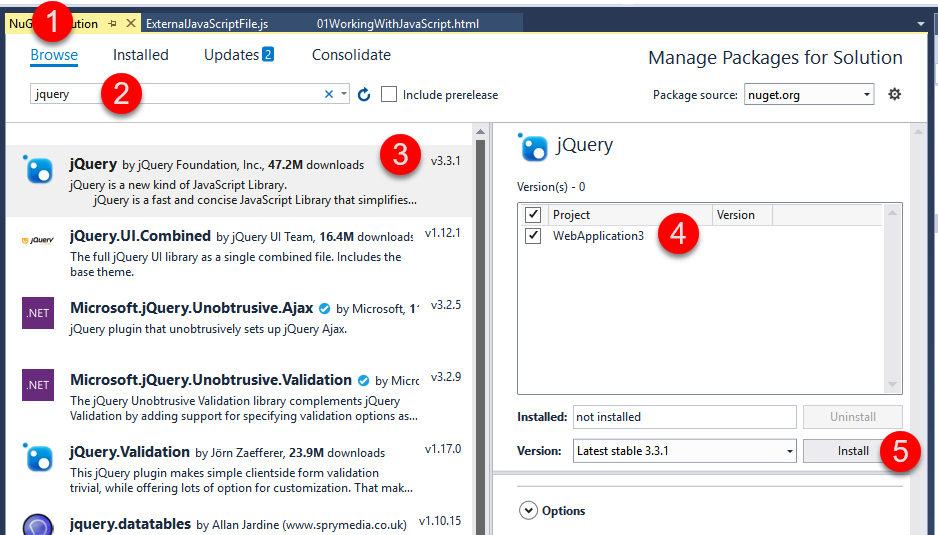 NuG
ution
ExternalJavaScriptFile.js
01WorkingWithJavaScript.html
1
Browse
Installed
Updates 2
Consolidate
Manage Packages for Solution
jquery
2
Include prerelease
Package source:
nuget.org
jQuery by jQuery Foundation, Inc., 47.2M downloads
3
v3.3.1
jQuery is a new kind of JavaScript Library.
jQuery is a fast and concise JavaScript Library that simplifies...
jQuery.UI.Combined by jQuery UI Team, 16.4M downloads
v1.12.1
The full jQuery UI library as a single combined file. Includes the
base theme.
.NET
Microsoft.jQuery.Unobtrusive.Ajax by Microsoft, 11
v3.2.5
jQuery plugin that unobtrusively sets up jQuery Ajax.
.NET
Microsoft.jQuery.Unobtrusive.Validation by Micro
v3.2.9
The jQuery Unobtrusive Validation library complements jQuery
Validation by adding support for specifying validation options as...
jQuery.Validation by Jörn Zaefferer, 23.9M downloads
v1.17.0
This jQuery plugin makes simple clientside form validation
trivial, while offering lots of option for customization. That mak...
jquery.datatables by Allan Jardine (www.sprymedia.co.uk)
v1.10.15
jQuery
Version(s) - 0
Project
Version
WebApplication3
4
Installed:
not installed
Uninstall
Version:
Latest stable 3.3.1
Install
5
Options